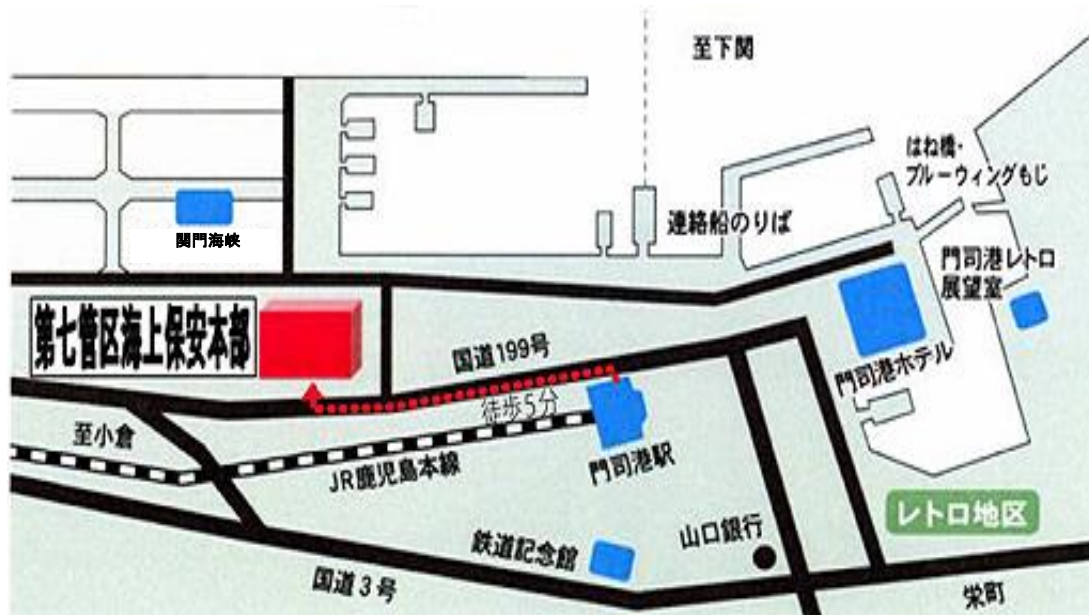 至下関
はね橋・
ブルーウィングもじ
連絡船のりば
関門海峡
門司港レトロ
展望室
第七管区海上保安本部
国道199号
門司港ホテル
徒歩5分
至小倉
JR鹿児島本線
門司港駅
レトロ地区
山口銀行
鉄道記念館
国道3号
栄町